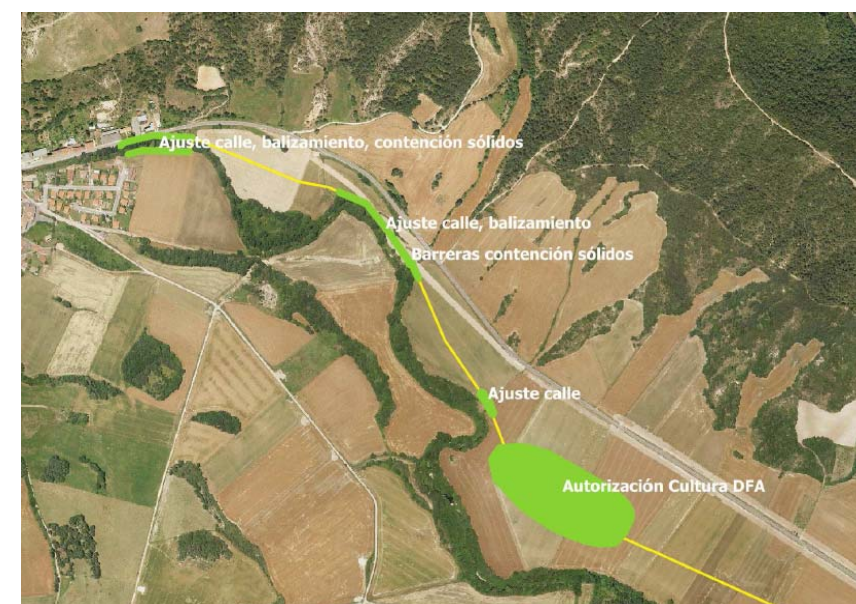 Ajuste calle, balizamiento, contención sólidos
Ajuste calle, balizamiento
Barreras contención sólidos
Ajuste calle
Autorización Cultura DFA